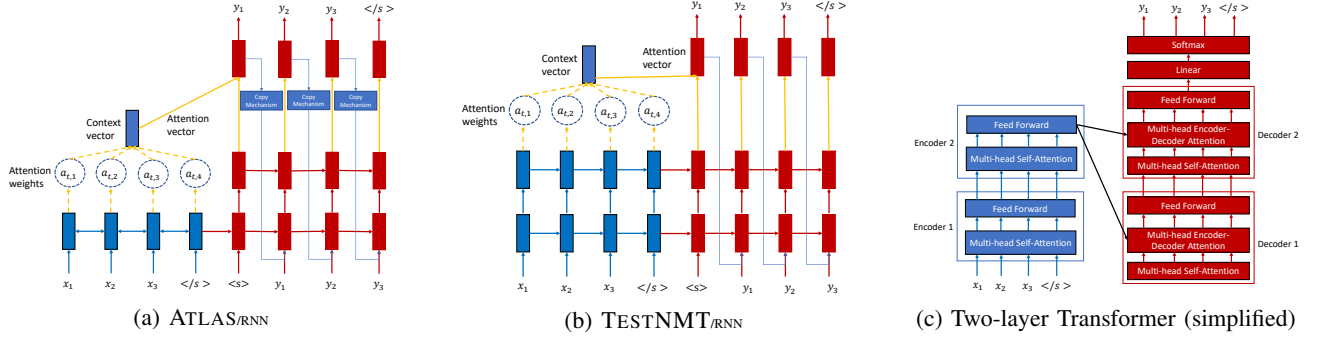 y₁ y₂ y₃ </s>
Copy Mechanism Copy Mechanism Copy Mechanism
Context vector
Attention vector
Attention weights
aₜ,₁ aₜ,₂ aₜ,₃ aₜ,₄
x₁ x₂ x₃ </s> <s> y₁ y₂ y₃
(a) ATLAS/RNN
y₁ y₂ y₃ </s>
Context vector
Attention vector
Attention weights
aₜ,₁ aₜ,₂ aₜ,₃ aₜ,₄
x₁ x₂ x₃ </s> <s> y₁ y₂ y₃
(b) TESTNMT/RNN
y₁ y₂ y₃ </s>
Softmax
Linear
Feed Forward
Multi-head Encoder-
Decoder Attention
Multi-head Self-Attention
Decoder 2
Feed Forward
Multi-head Encoder-
Decoder Attention
Multi-head Self-Attention
Decoder 1
Encoder 2
Feed Forward
Multi-head Self-Attention
Encoder 1
Feed Forward
Multi-head Self-Attention
x₁ x₂ x₃ </s>
(c) Two-layer Transformer (simplified)